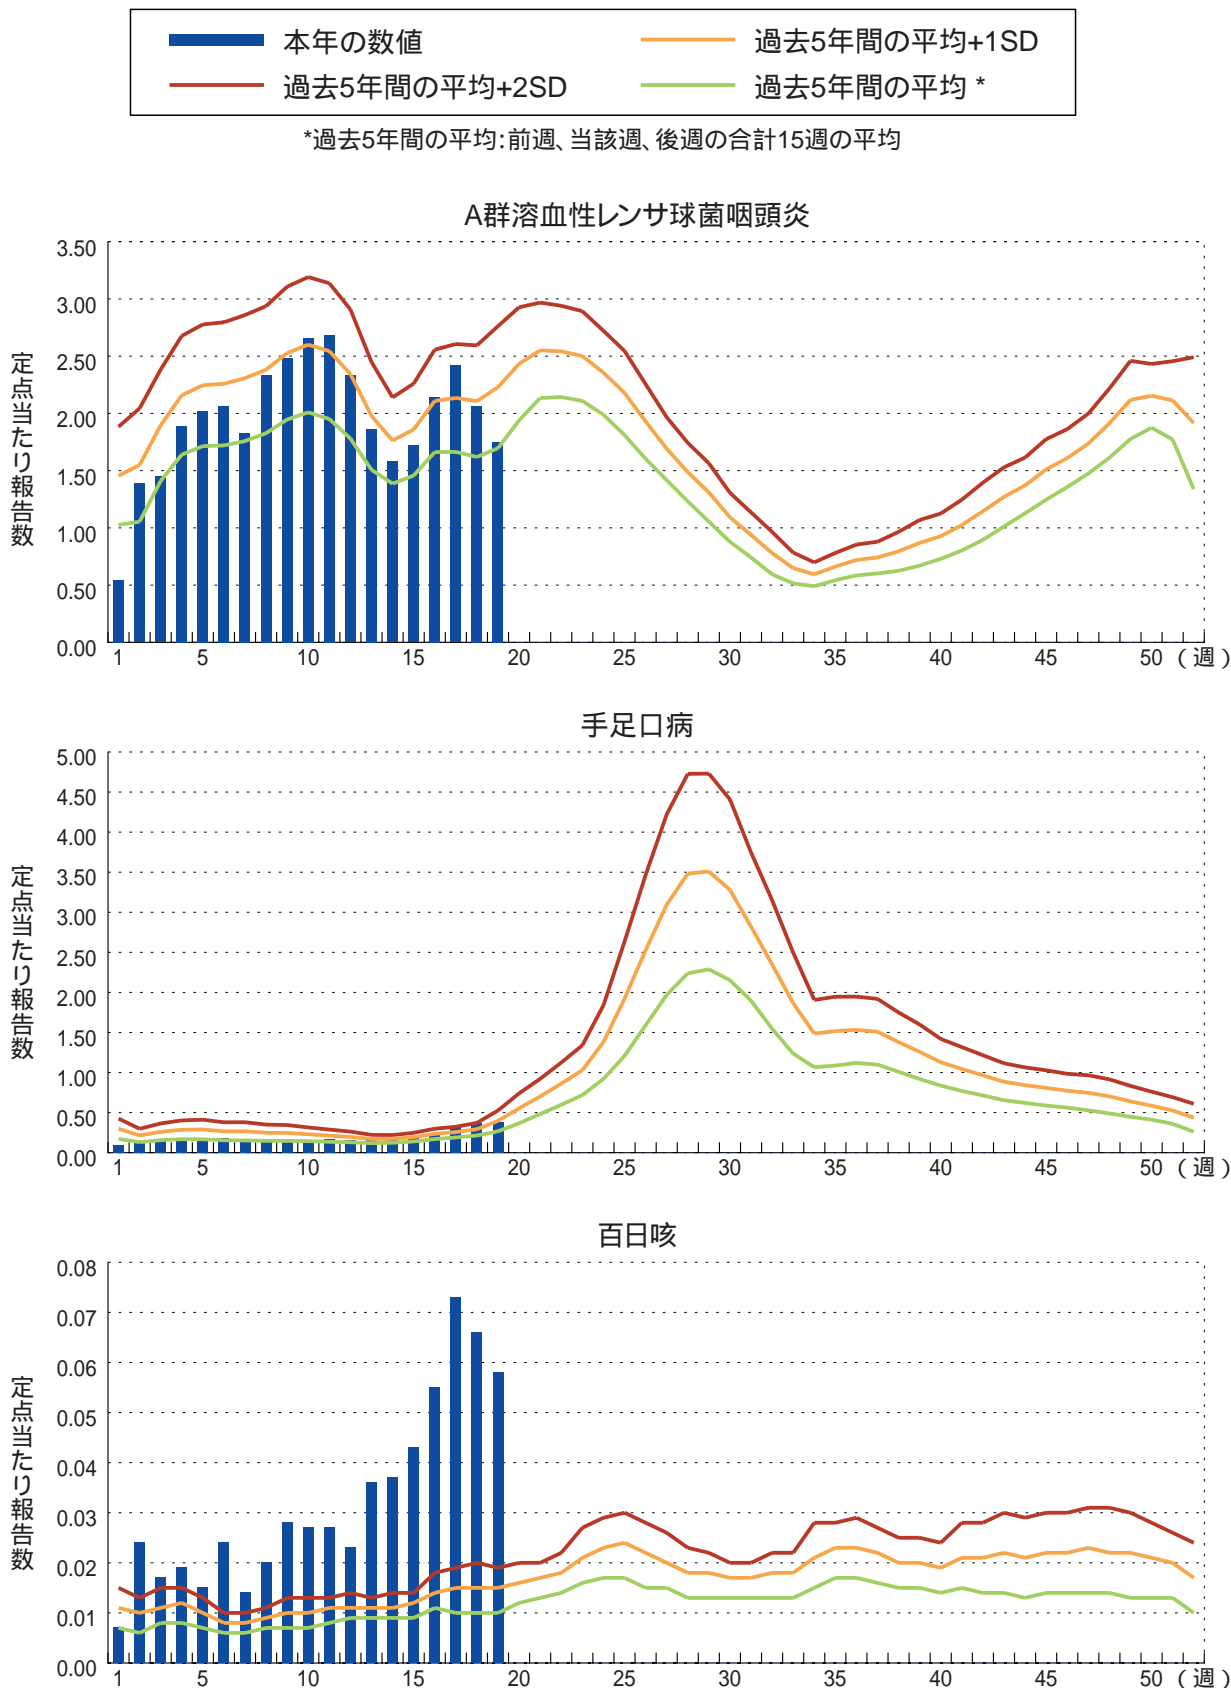 本年の数値
過去5年間の平均+1SD
過去5年間の平均+2SD
過去5年間の平均 *
*過去5年間の平均:前週、当該週、後週の合計15週の平均
A群溶血性レンサ球菌咽頭炎
定点当たり報告数
3.50
3.00
2.50
2.00
1.50
1.00
0.50
0.00
1 5 10 15 20 25 30 35 40 45 50 (週)
手足口病
定点当たり報告数
5.00
4.50
4.00
3.50
3.00
2.50
2.00
1.50
1.00
0.50
0.00
1 5 10 15 20 25 30 35 40 45 50 (週)
百日咳
定点当たり報告数
0.08
0.07
0.06
0.05
0.04
0.03
0.02
0.01
0.00
1 5 10 15 20 25 30 35 40 45 50 (週)